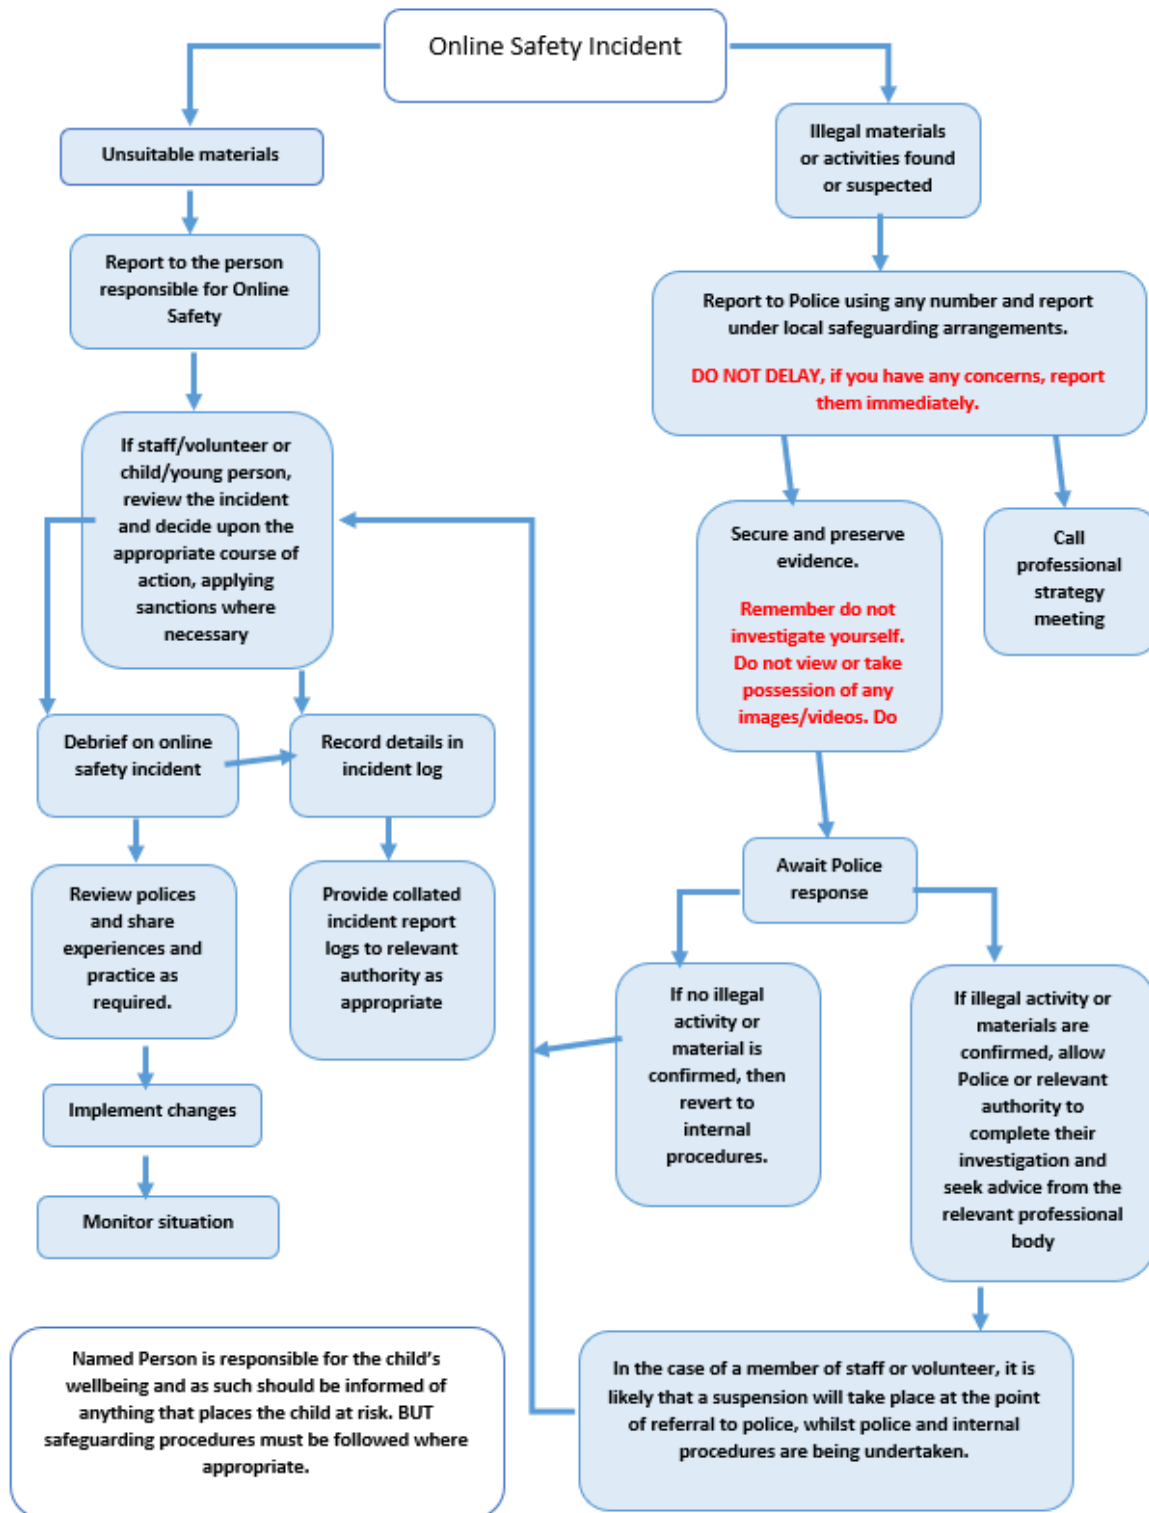 Online Safety Incident
Unsuitable materials
Report to the person
responsible for Online
Safety
If staff/volunteer or
child/young person,
review the incident
and decide upon the
appropriate course of
action, applying
sanctions where
necessary
Debrief on online
safety incident
Record details in
incident log
Review polices
and share
experiences and
practice as
required.
Provide collated
incident report
logs to relevant
authority as
appropriate
Implement changes
Monitor situation
Illegal materials
or activities found
or suspected
Report to Police using any number and report
under local safeguarding arrangements.
DO NOT DELAY, if you have any concerns, report
them immediately.
Secure and preserve
evidence.
Remember do not
investigate yourself.
Do not view or take
possession of any
images/videos. Do
Call
professional
strategy
meeting
Await Police
response
If no illegal
activity or
material is
confirmed, then
revert to
internal
procedures.
If illegal activity or
materials are
confirmed, allow
Police or relevant
authority to
complete their
investigation and
seek advice from the
relevant professional
body
In the case of a member of staff or volunteer, it is
likely that a suspension will take place at the point
of referral to police, whilst police and internal
procedures are being undertaken.
Named Person is responsible for the child's
wellbeing and as such should be informed of
anything that places the child at risk. BUT
safeguarding procedures must be followed where
appropriate.